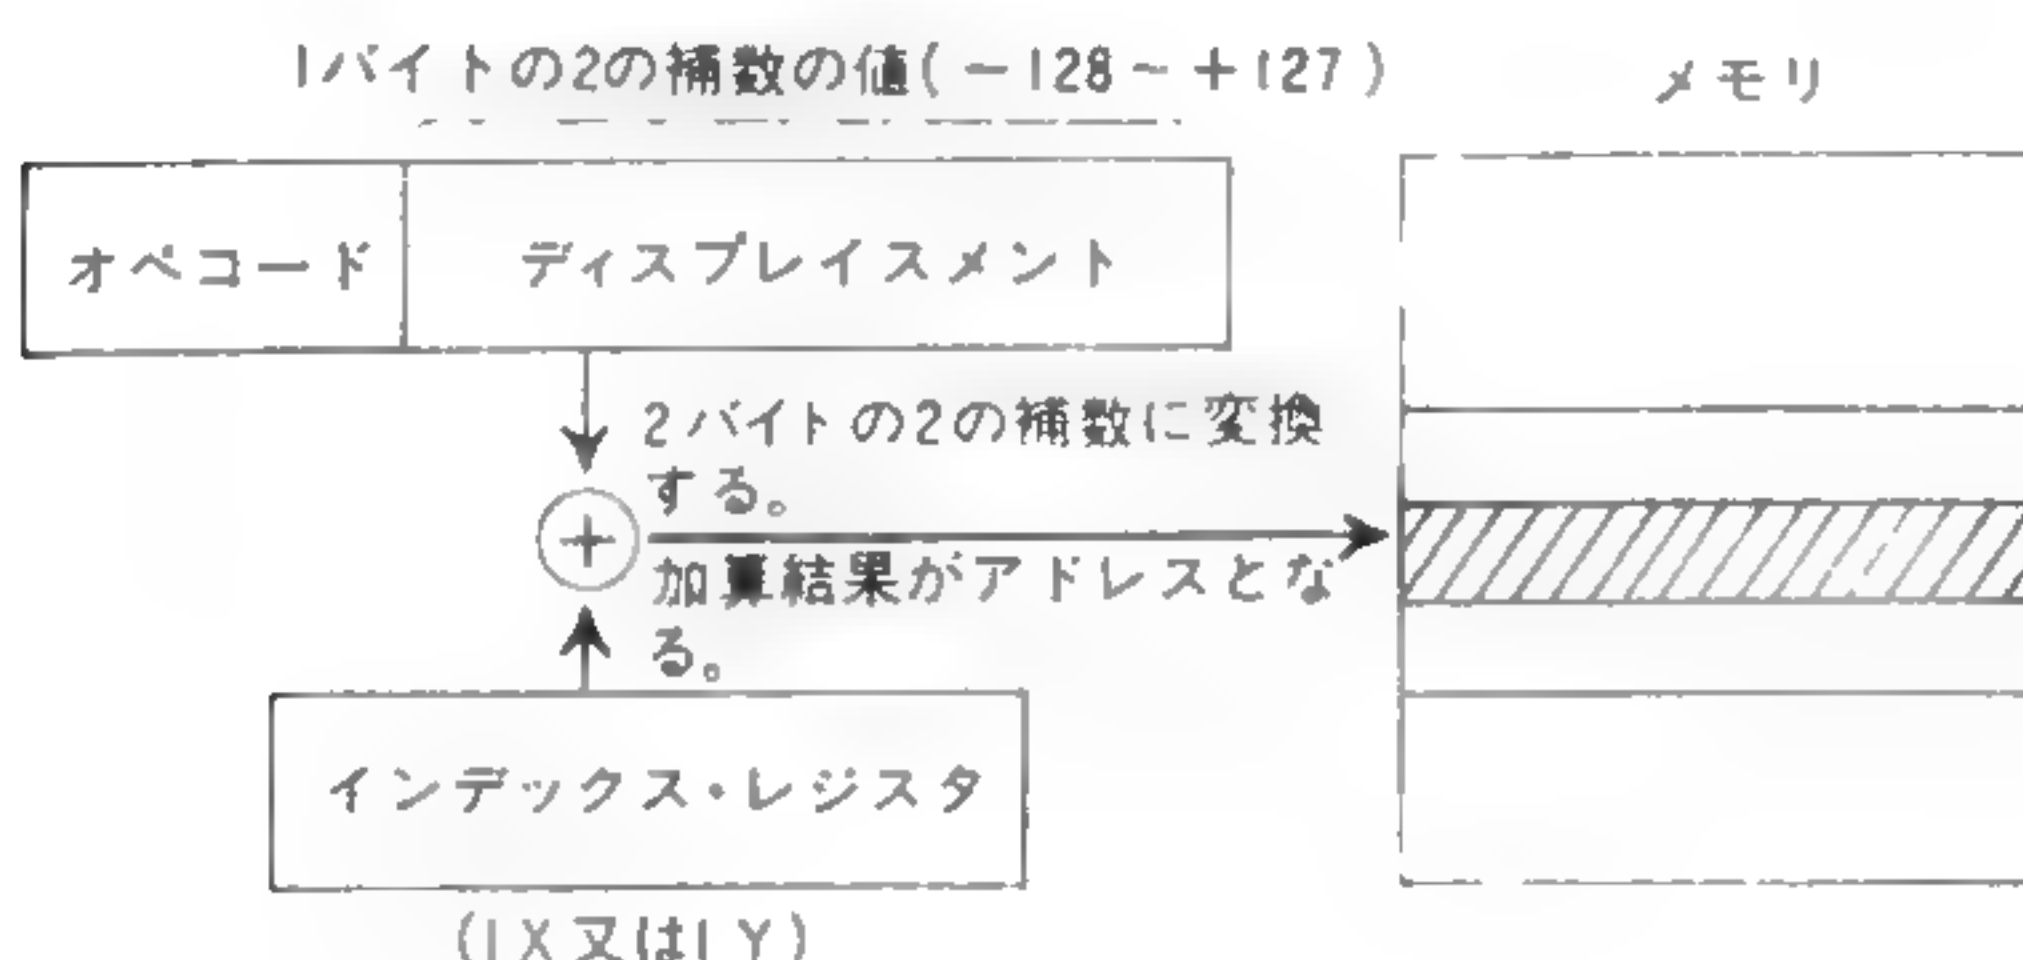 1バイトの2の補数の値(-128~+127)
メモリ
オペコード
ディスプレイスメント
2バイトの2の補数に変換
する。
加算結果がアドレスとな
る。
インデックス・レジスタ
(IX又はIY)